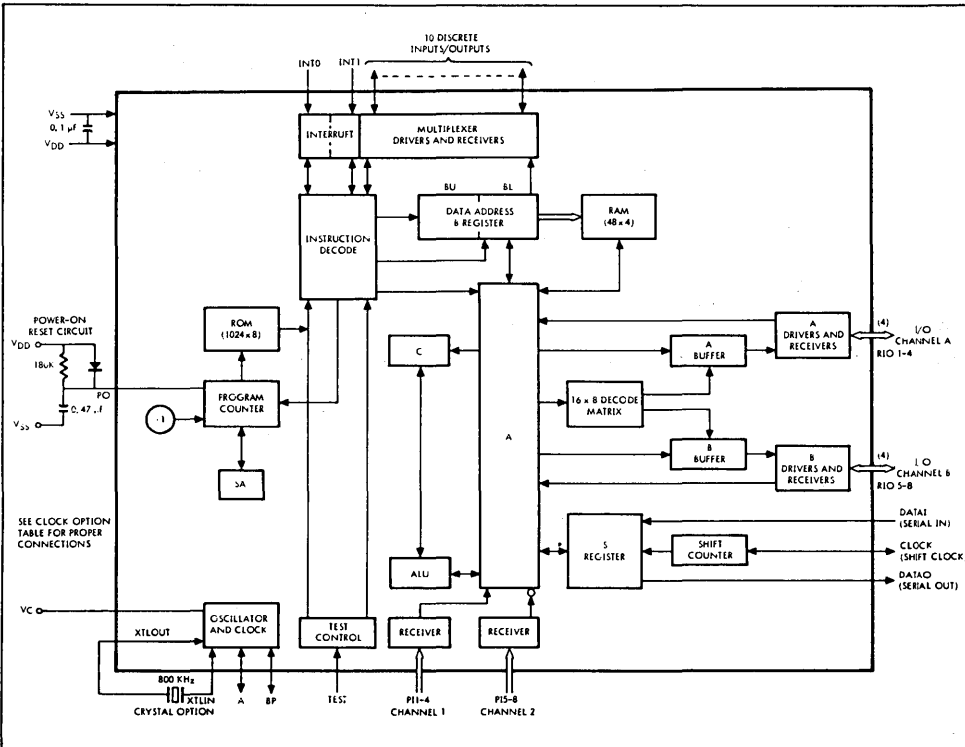 10 DISCRETE
INPUTS/OUTPUTS
INT0
INT1
VSS
0.1 µf
VDD
INTERRUFT
MULTIFLEXER
DRIVERS AND RECEIVERS
BU
BL
DATA ADDRESS
B REGISTER
RAM
(48 x 4)
INSTRUCTION
DECODE
POWER-ON
RESET CIRCUIT
VDD
180K
PO
0.47 µf
VSS
ROM
(1024 x 8)
PROGRAM
COUNTER
SA
C
A
A
BUFFER
A
DRIVERS AND
RECEIVERS
(4)
I/O
CHANNEL A
RIO 1-4
16 x 8 DECODE
MATRIX
B
BUFFER
B
DRIVERS AND
RECEIVERS
(4)
I O
CHANNEL B
RIO 5-8
SEE CLOCK OPTION
TABLE FOR PROPER
CONNECTIONS
ALU
S
REGISTER
SHIFT
COUNTER
DATAI
(SERIAL IN)
CLOCK
(SHIFT CLOCK)
DATAO
(SERIAL OUT)
VC
OSCILLATOR
AND CLOCK
XTLOUT
TEST
CONTROL
RECEIVER
RECEIVER
800 KHz
XTLIN
CRYSTAL OPTION
A
BP
TEST
PI1-4
CHANNEL 1
PI5-8
CHANNEL 2